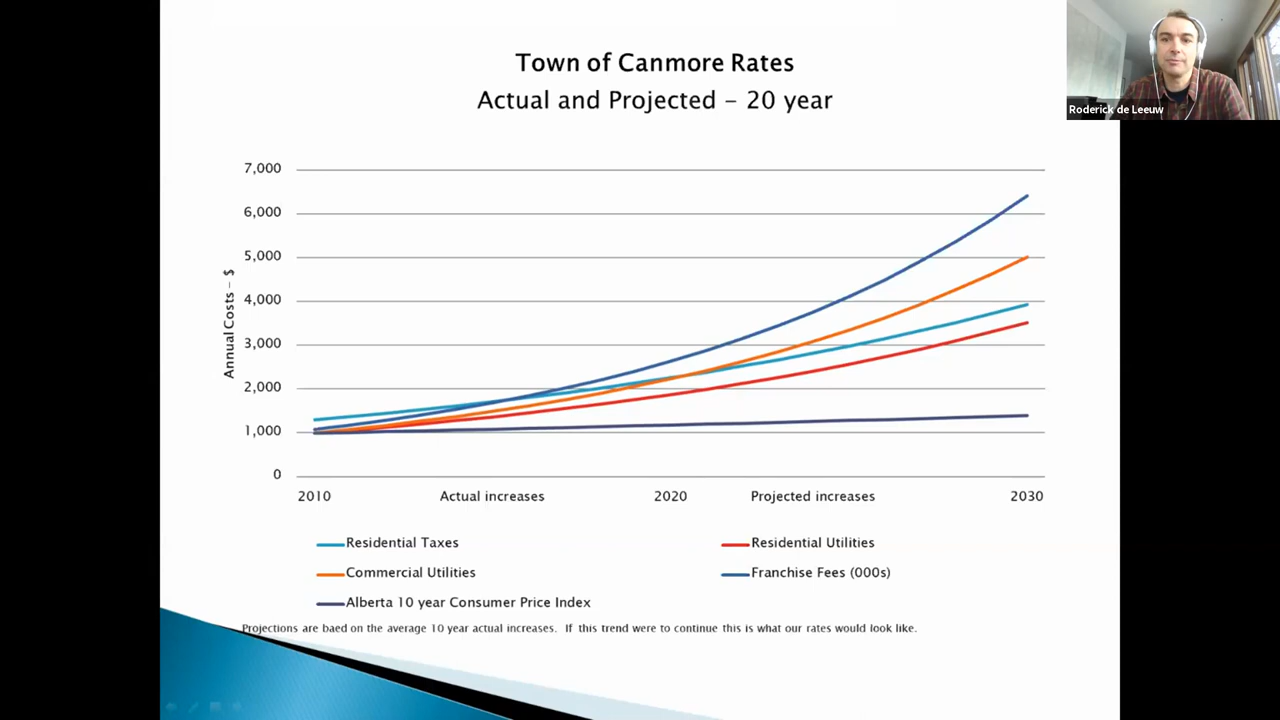 Town of Canmore Rates
Actual and Projected – 20 year
Roderick de Leeuw
Annual Costs – $
7,000
6,000
5,000
4,000
3,000
2,000
1,000
0
2010 Actual increases 2020 Projected increases 2030
Residential Taxes Residential Utilities
Commercial Utilities Franchise Fees (000s)
Alberta 10 year Consumer Price Index
Projections are baed on the average 10 year actual increases. If this trend were to continue this is what our rates would look like.